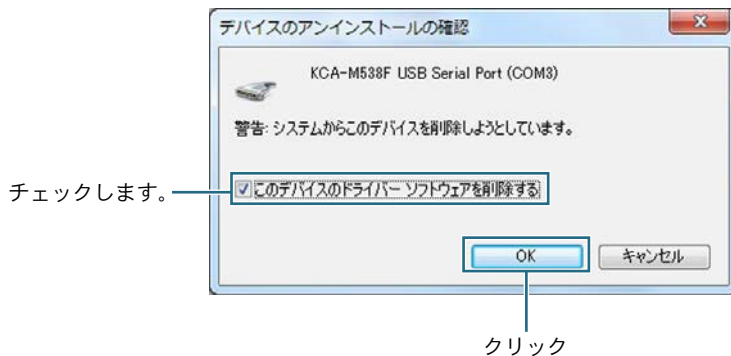 デバイスのアンインストールの確認
KCA-M538F USB Serial Port (COM3)
警告: システムからこのデバイスを削除しようとしています。
チェックします。
このデバイスのドライバー ソフトウェアを削除する
OK
キャンセル
クリック